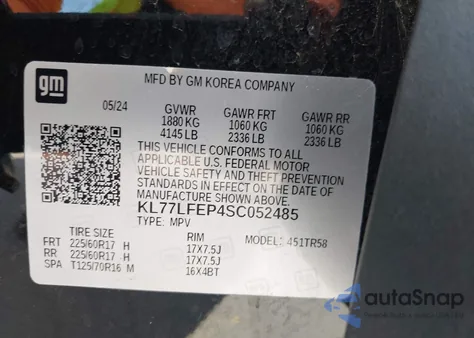 gm
MFD BY GM KOREA COMPANY
05/24 GVWR GAWR FRT GAWR RR
1880 KG 1060 KG 1060 KG
4145 LB 2336 LB 2336 LB
THIS VEHICLE CONFORMS TO ALL
APPLICABLE U.S. FEDERAL MOTOR
VEHICLE SAFETY AND THEFT PREVENTION
STANDARDS IN EFFECT ON THE DATE OF
MANUFACTURE SHOWN ABOVE.
KL77LFEP4SC052485
TYPE: MPV
TIRE SIZE RIM MODEL: 451TR58
FRT 225/60R17 H 17X7.5J
RR 225/60R17 H 17X7.5J
SPA T125/70R16 M 16X4BT
autaSnap